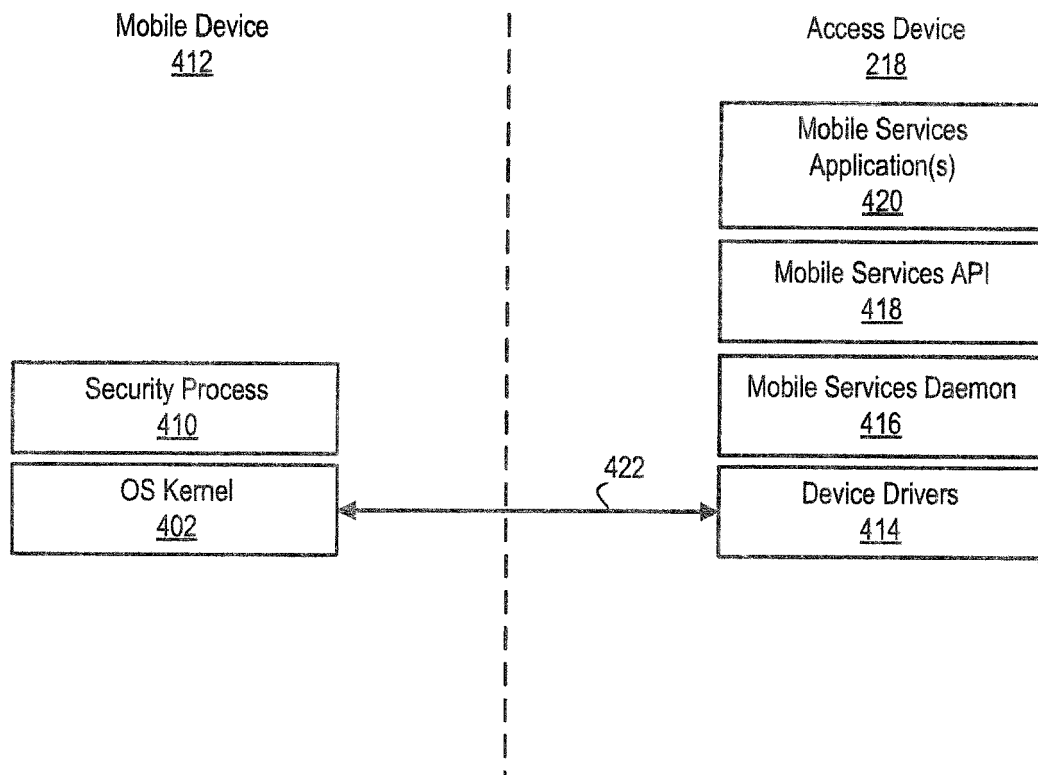 Mobile Device
412
Access Device
218
Mobile Services
Application(s)
420
Mobile Services API
418
Security Process
410
Mobile Services Daemon
416
OS Kernel
402
422
Device Drivers
414